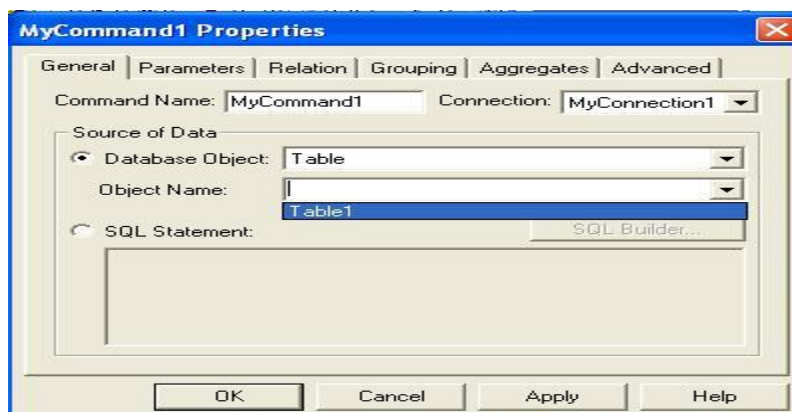 MyCommand1 Properties
General Parameters Relation Grouping Aggregates Advanced
Command Name: MyCommand1 Connection: MyConnection1
Source of Data
Database Object: Table
Object Name:
Table1
SQL Statement: SQL Builder...
OK Cancel Apply Help